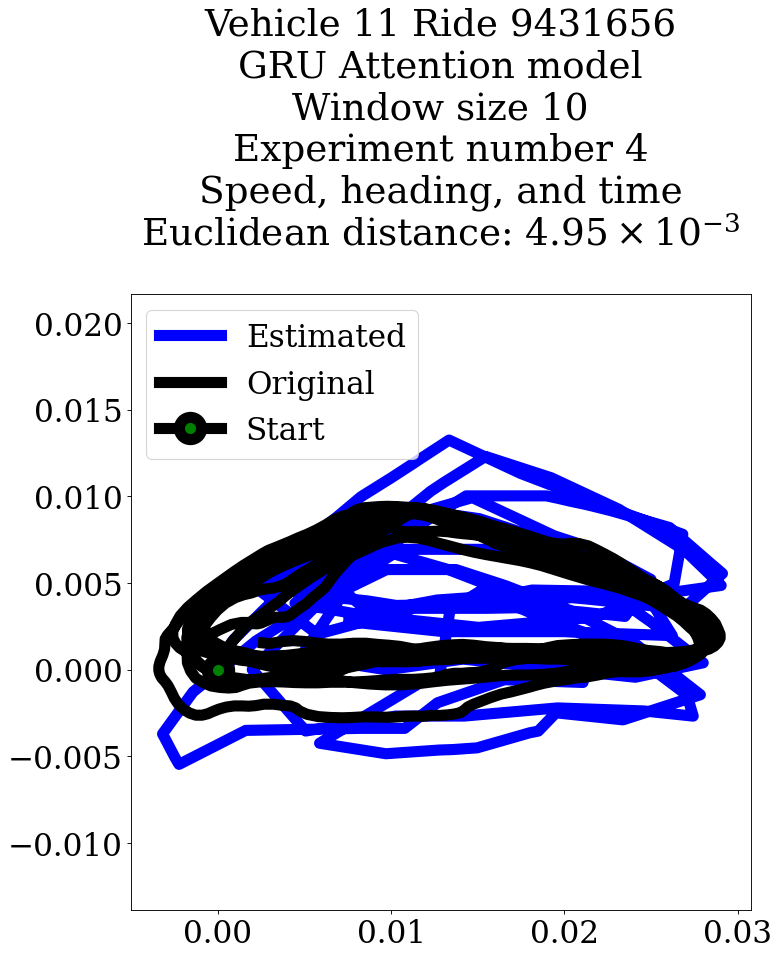 Vehicle 11 Ride 9431656
GRU Attention model
Window size 10
Experiment number 4
Speed, heading, and time
Euclidean distance: 4.95 × 10⁻³
Estimated
Original
Start
0.020
0.015
0.010
0.005
0.000
−0.005
−0.010
0.00 0.01 0.02 0.03